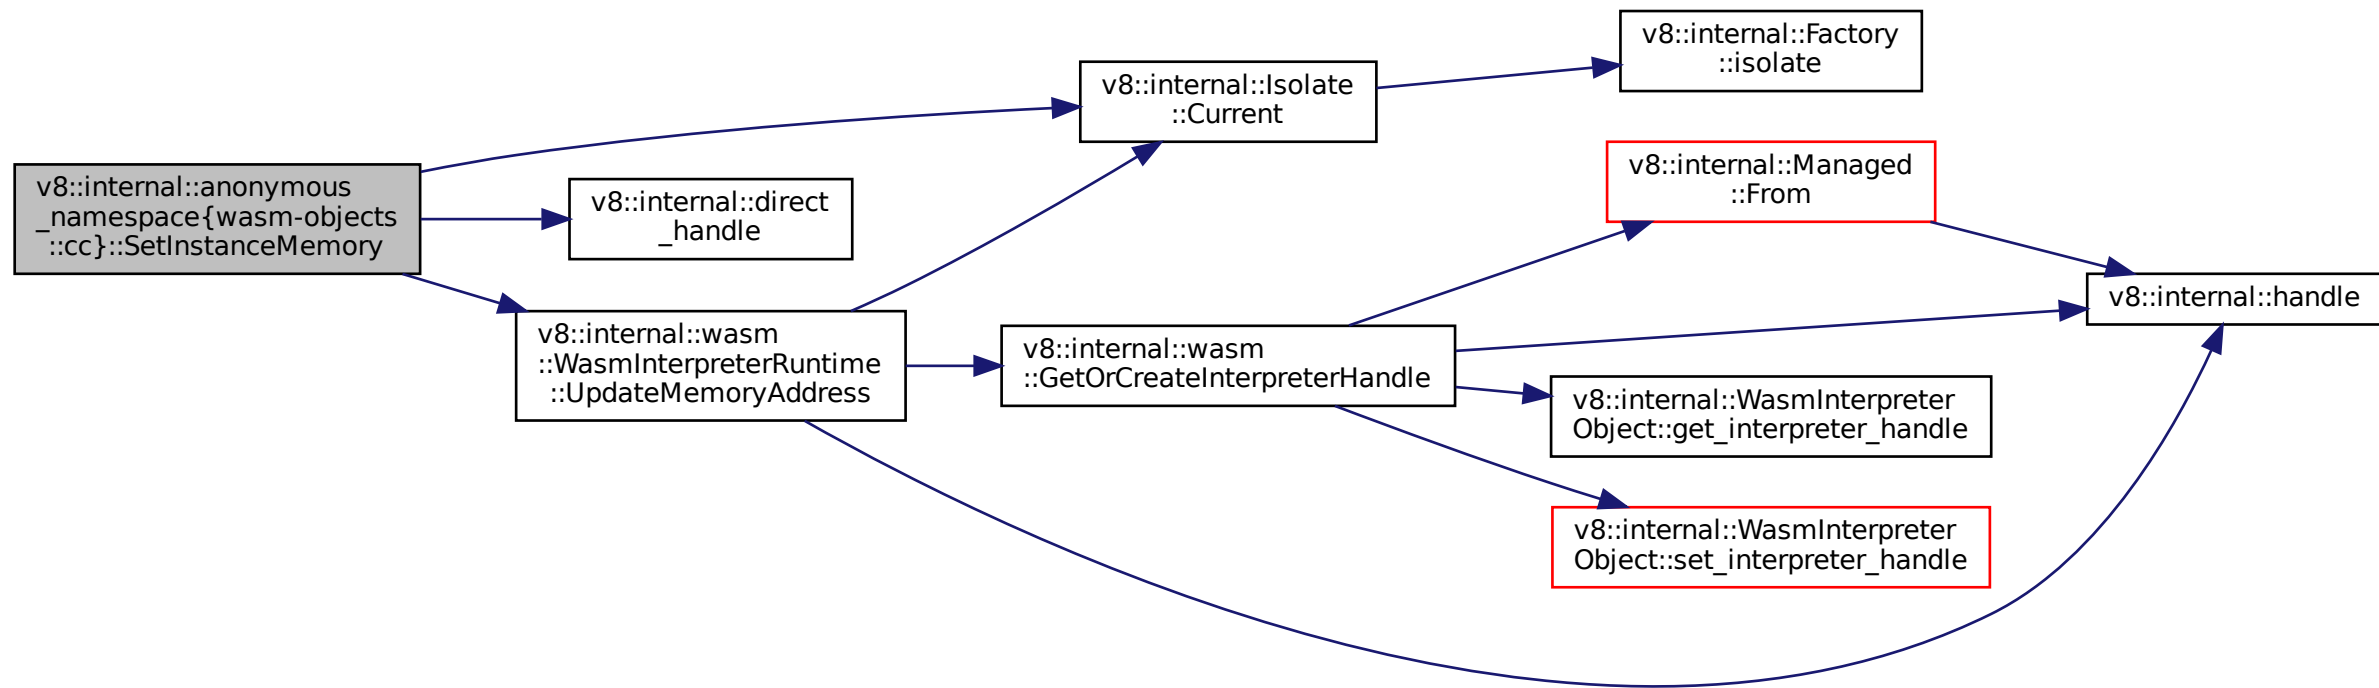 v8::internal::anonymous
_namespace{wasm-objects
::cc}::SetInstanceMemory
v8::internal::direct
_handle
v8::internal::wasm
::WasmInterpreterRuntime
::UpdateMemoryAddress
v8::internal::Isolate
::Current
v8::internal::wasm
::GetOrCreateInterpreterHandle
v8::internal::Factory
::isolate
v8::internal::Managed
::From
v8::internal::WasmInterpreter
Object::get_interpreter_handle
v8::internal::WasmInterpreter
Object::set_interpreter_handle
v8::internal::handle